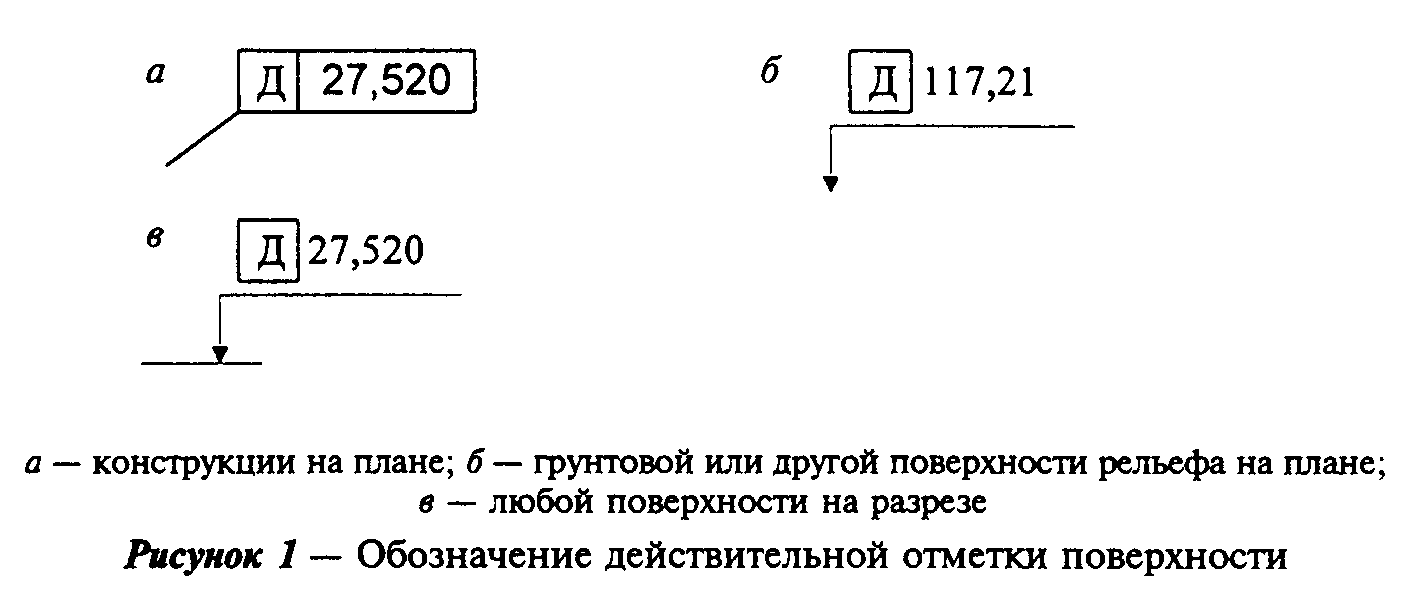 а Д 27,520 б Д 117,21
в Д 27,520
а — конструкции на плане; б — грунтовой или другой поверхности рельефа на плане;
в — любой поверхности на разрезе
Рисунок 1 — Обозначение действительной отметки поверхности